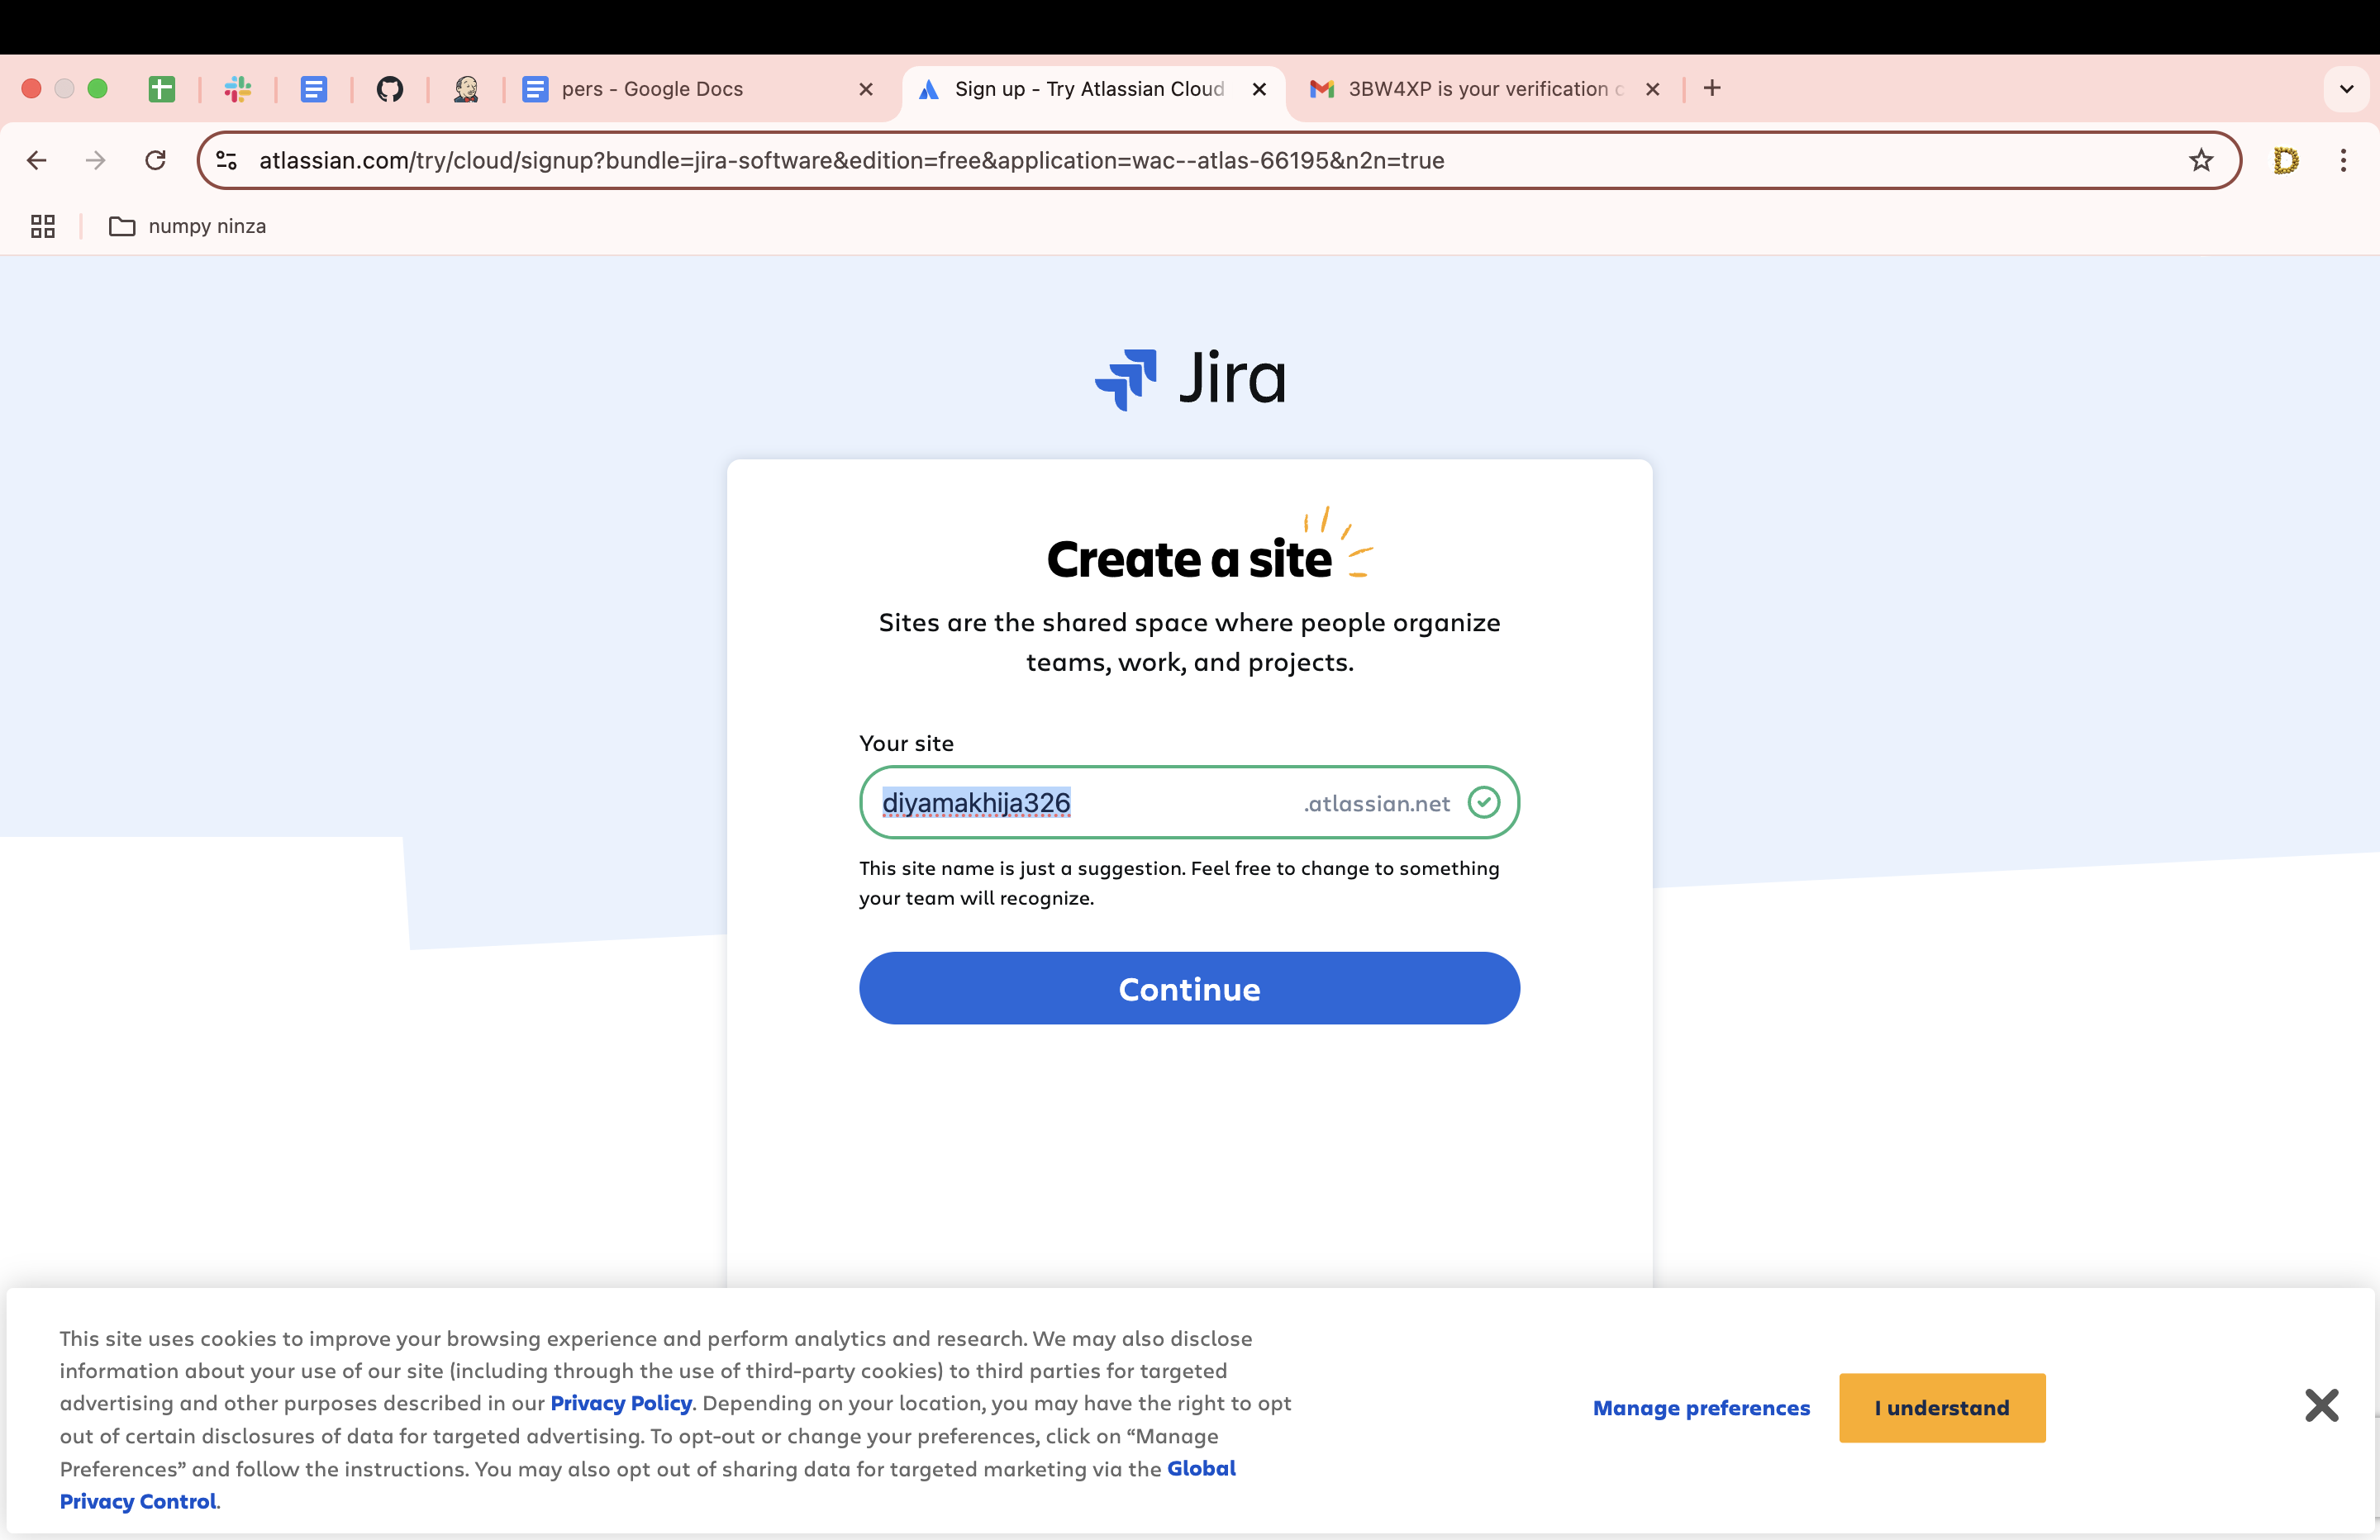 pers - Google Docs
Sign up - Try Atlassian Cloud
3BW4XP is your verification
atlassian.com/try/cloud/signup?bundle=jira-software&edition=free&application=wac--atlas-66195&n2n=true
numpy ninza
Jira
Create a site
Sites are the shared space where people organize
teams, work, and projects.
Your site
diyamakhija326 .atlassian.net
This site name is just a suggestion. Feel free to change to something
your team will recognize.
Continue
This site uses cookies to improve your browsing experience and perform analytics and research. We may also disclose
information about your use of our site (including through the use of third-party cookies) to third parties for targeted
advertising and other purposes described in our Privacy Policy. Depending on your location, you may have the right to opt
out of certain disclosures of data for targeted advertising. To opt-out or change your preferences, click on “Manage
Preferences” and follow the instructions. You may also opt out of sharing data for targeted marketing via the Global
Privacy Control.
Manage preferences
I understand